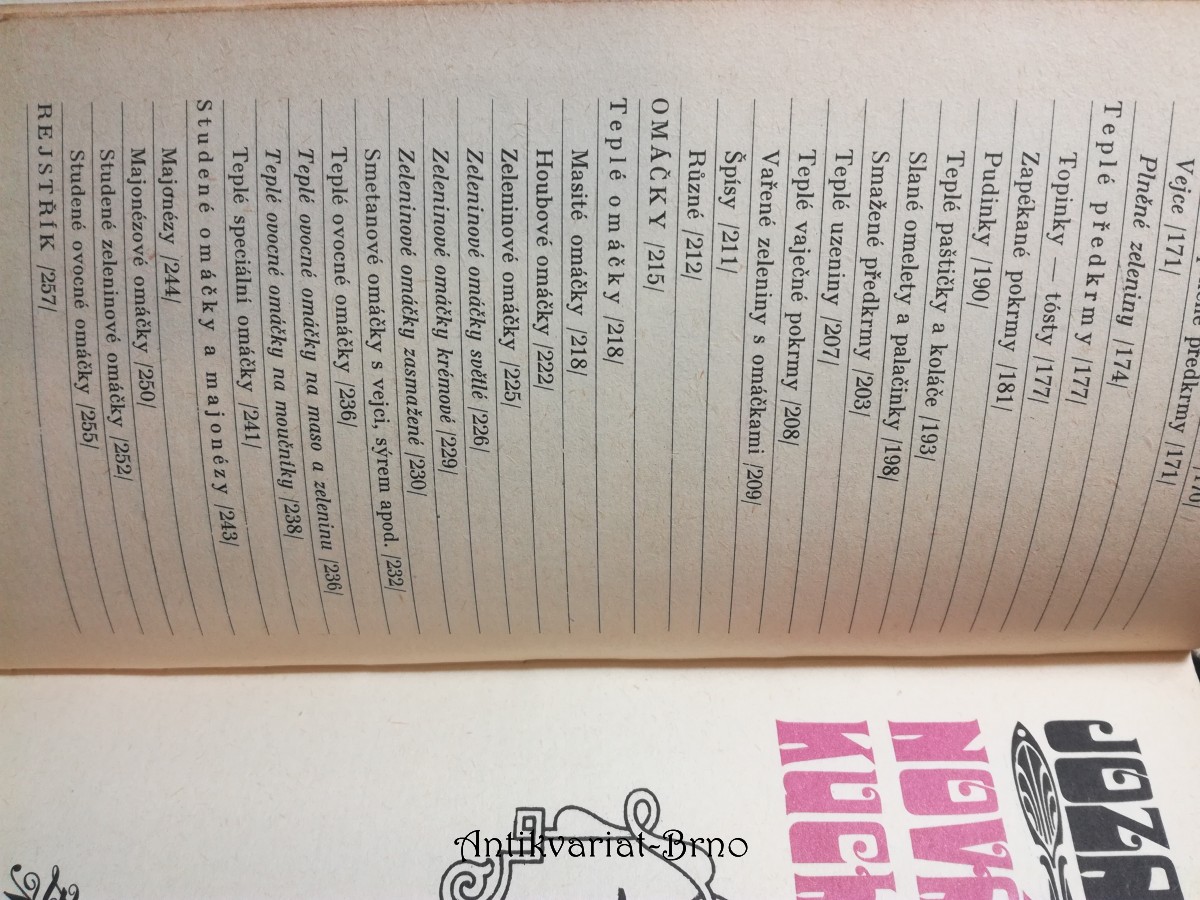 předkrmy /171/
Vejce /171/
Plněné zeleniny /174/
Teplé předkrmy /177/
Topinky — tósty /177/
Zapékané pokrmy /181/
Pudinky /190/
Teplé paštičky a koláče /193/
Slané omelety a palačinky /198/
Smažené předkrmy /203/
Teplé uzeniny /207/
Teplé vaječné pokrmy /208/
Vařené zeleniny s omáčkami /209/
Špisy /211/
Různé /212/
OMÁČKY /215/
Teplé omáčky /218/
Masité omáčky /218/
Houbové omáčky /222/
Zeleninové omáčky /225/
Zeleninové omáčky světlé /226/
Zeleninové omáčky krémové /229/
Zeleninové omáčky zasmažené /230/
Smetanové omáčky s vejci, sýrem apod. /232/
Teplé ovocné omáčky /236/
Teplé ovocné omáčky na maso a zeleninu /236/
Teplé ovocné omáčky na moučníky /238/
Teplé speciální omáčky /241/
Studené omáčky a majonézy /243/
Majonézy /244/
Majonézové omáčky /250/
Studené zeleninové omáčky /252/
Studené ovocné omáčky /255/
REJSTŘÍK /257/
JOZA
NOVÁ
KUCH
Antikvariat-Brno